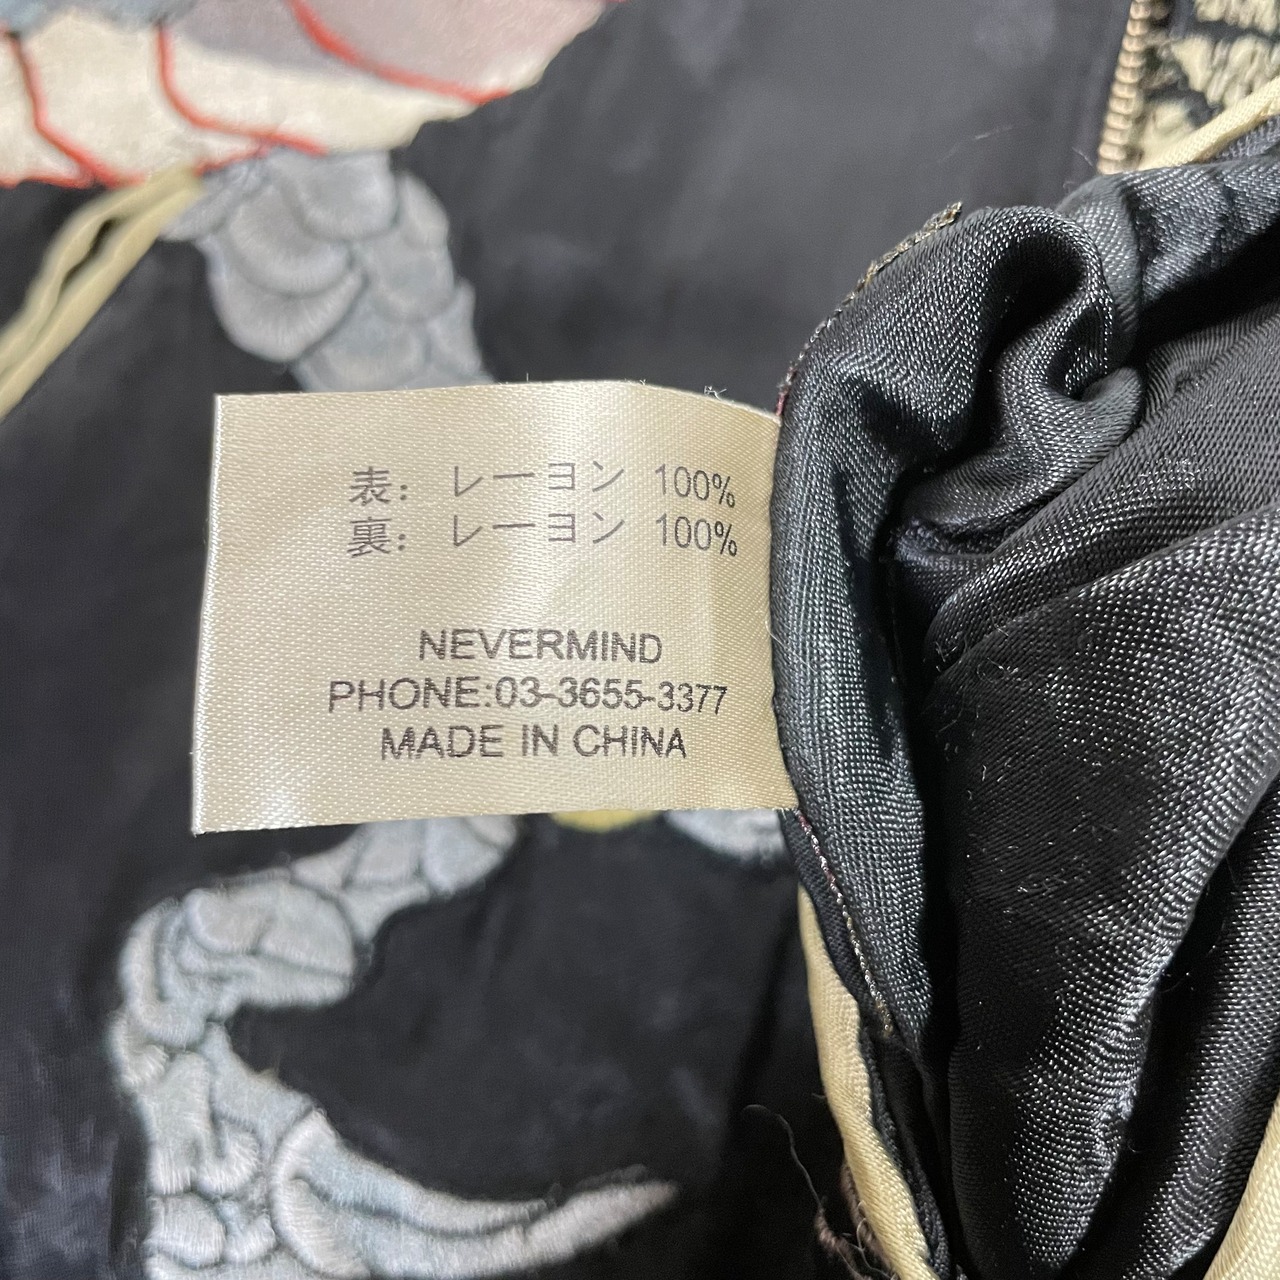 表: レーヨン 100%
裏: レーヨン 100%
NEVERMIND
PHONE:03-3655-3377
MADE IN CHINA